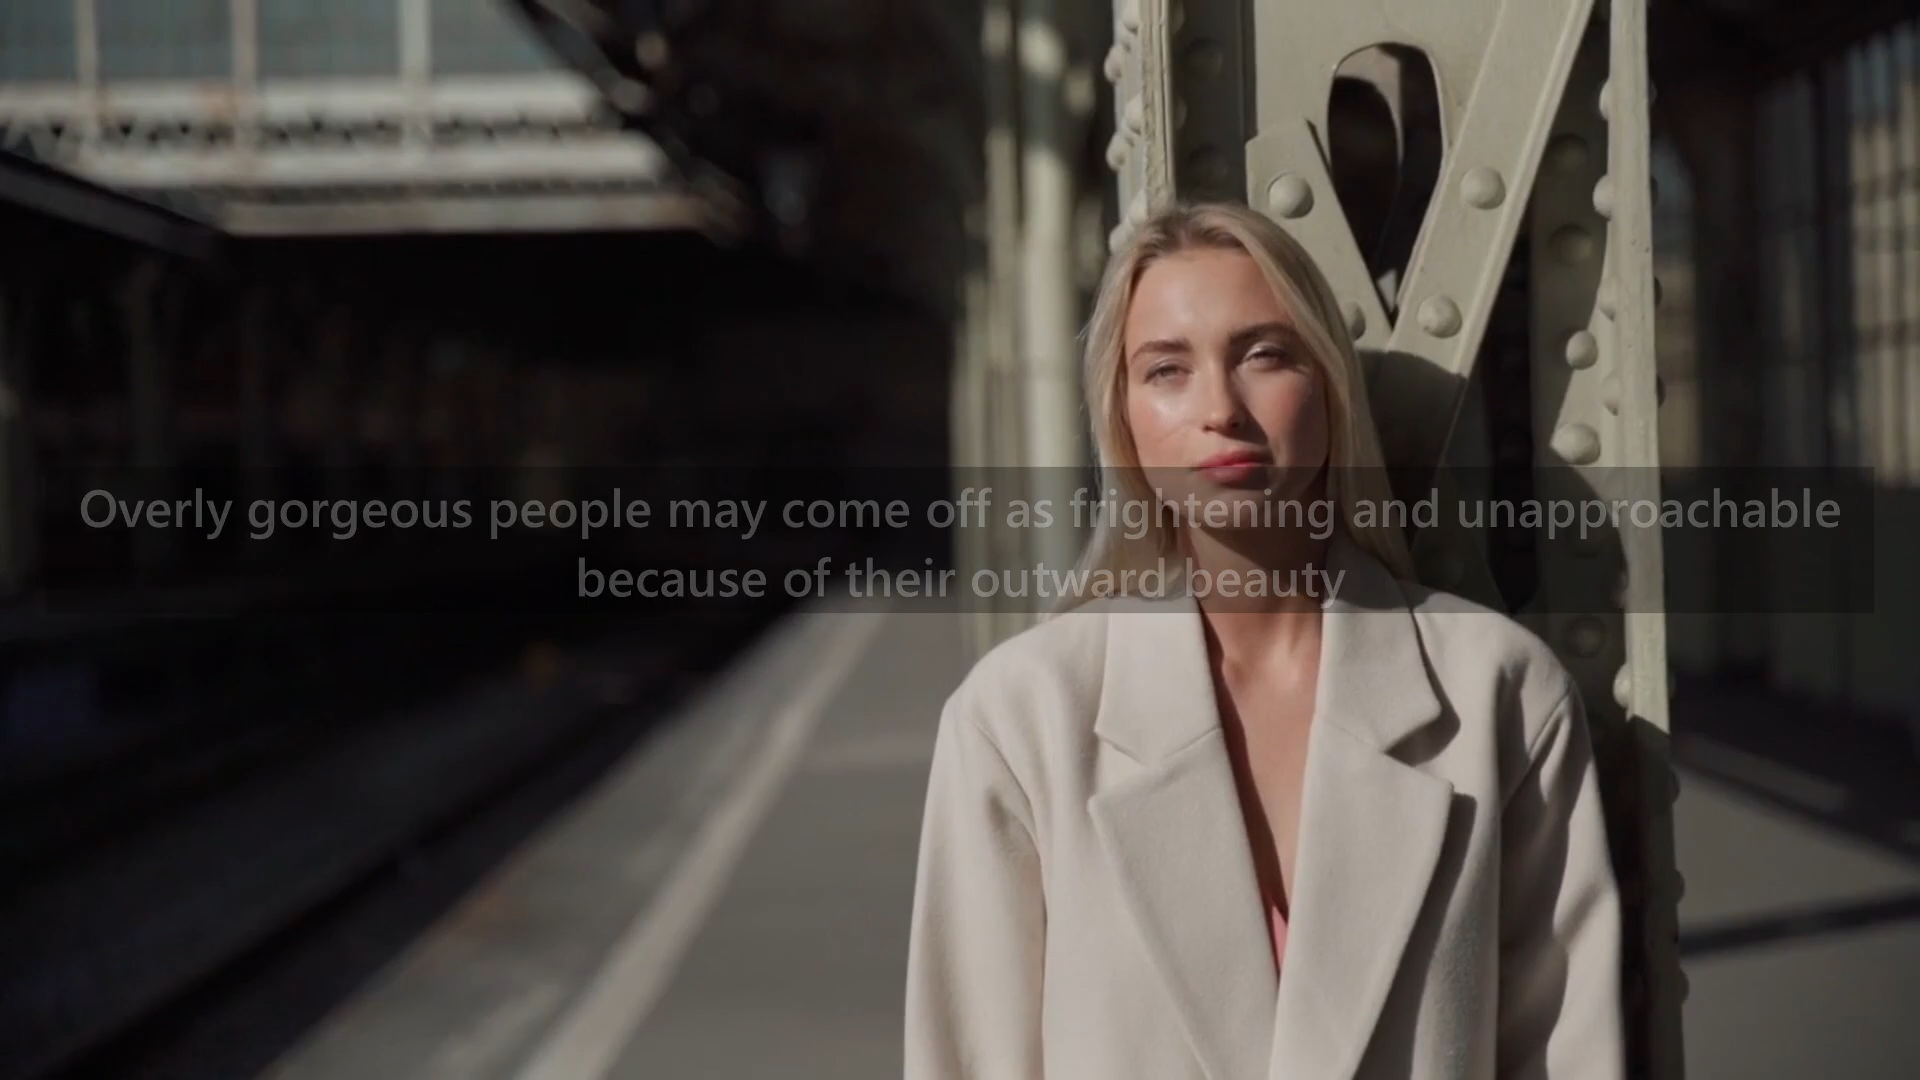 Overly gorgeous people may come off as frightening and unapproachable
because of their outward beauty